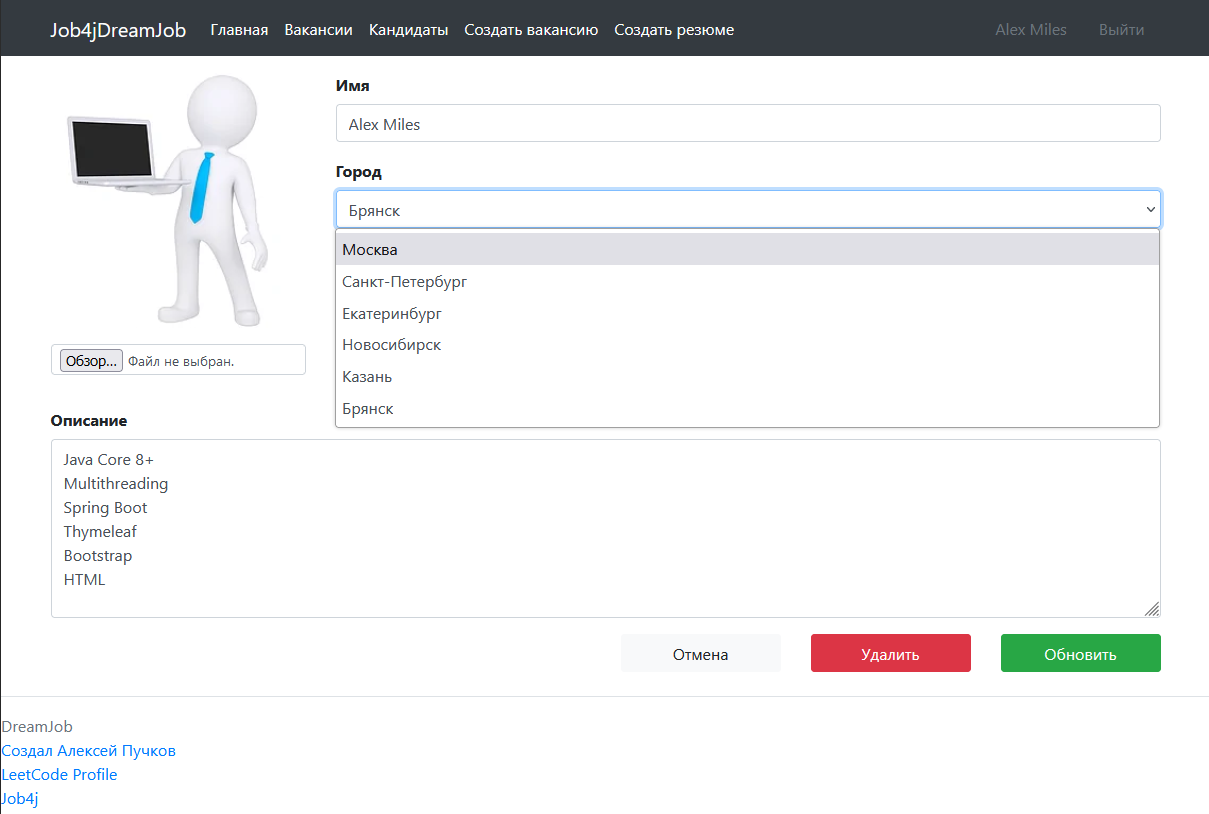 Job4jDreamJob Главная Вакансии Кандидаты Создать вакансию Создать резюме Alex Miles Выйти
Имя
Alex Miles
Город
Брянск
Москва
Санкт-Петербург
Екатеринбург
Новосибирск
Казань
Брянск
Обзор... Файл не выбран.
Описание
Java Core 8+
Multithreading
Spring Boot
Thymeleaf
Bootstrap
HTML
Отмена Удалить Обновить
DreamJob
Создал Алексей Пучков
LeetCode Profile
Job4j